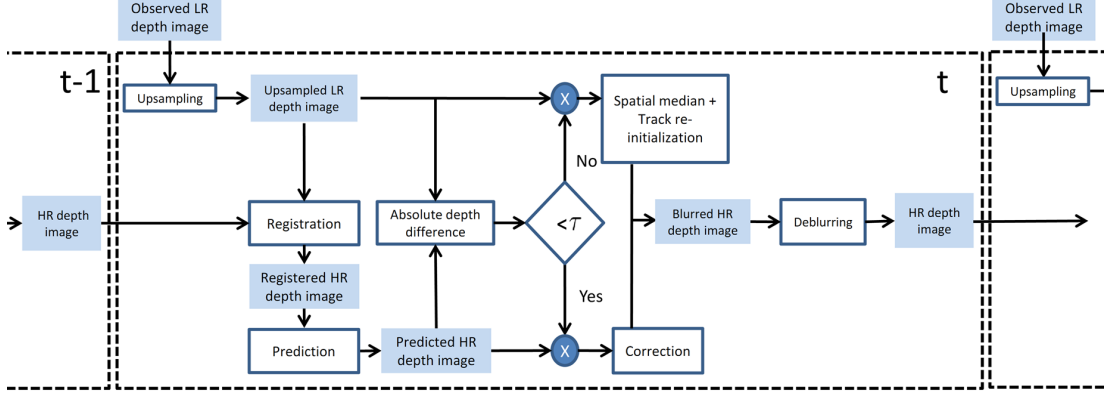 Observed LR
depth image
Observed LR
depth image
t-1
t
Upsampling
Upsampled LR
depth image
X
Spatial median +
Track re-
initialization
Upsampling
No
HR depth
image
Registration
Absolute depth
difference
<τ
Blurred HR
depth image
Deblurring
HR depth
image
Registered HR
depth image
Yes
Prediction
Predicted HR
depth image
X
Correction